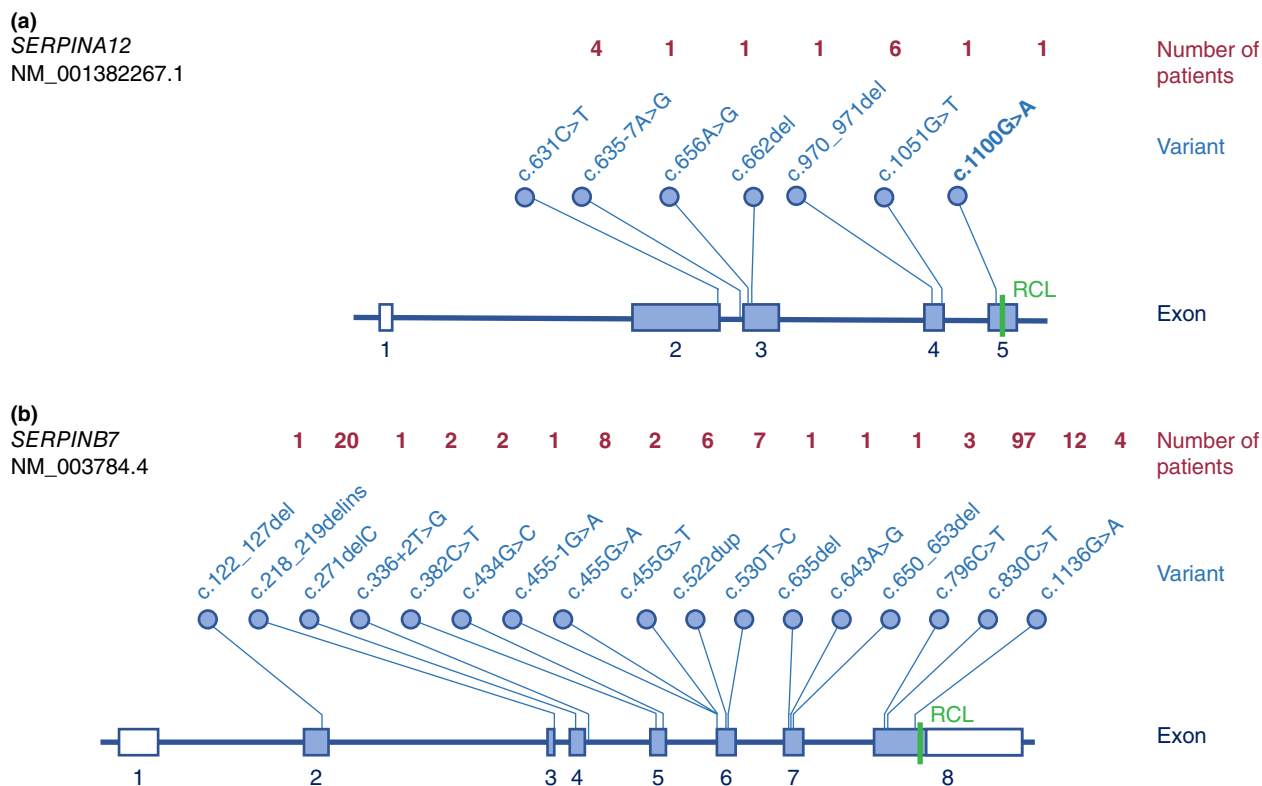 (a)
SERPINA12
NM_001382267.1
4 1 1 1 6 1 1
Number of
patients
c.631C>T
c.635-7A>G
c.656A>G
c.662del
c.970_971del
c.1051G>T
c.1100G>A
Variant
RCL
Exon
1 2 3 4 5
(b)
SERPINB7
NM_003784.4
1 20 1 2 2 1 8 2 6 7 1 1 1 3 97 12 4
Number of
patients
c.122_127del
c.218_219delins
c.271delC
c.336+2T>G
c.382C>T
c.434G>C
c.455-1G>A
c.455G>A
c.455G>T
c.522dup
c.530T>C
c.635del
c.643A>G
c.650_653del
c.796C>T
c.830C>T
c.1136G>A
Variant
RCL
Exon
1 2 3 4 5 6 7 8